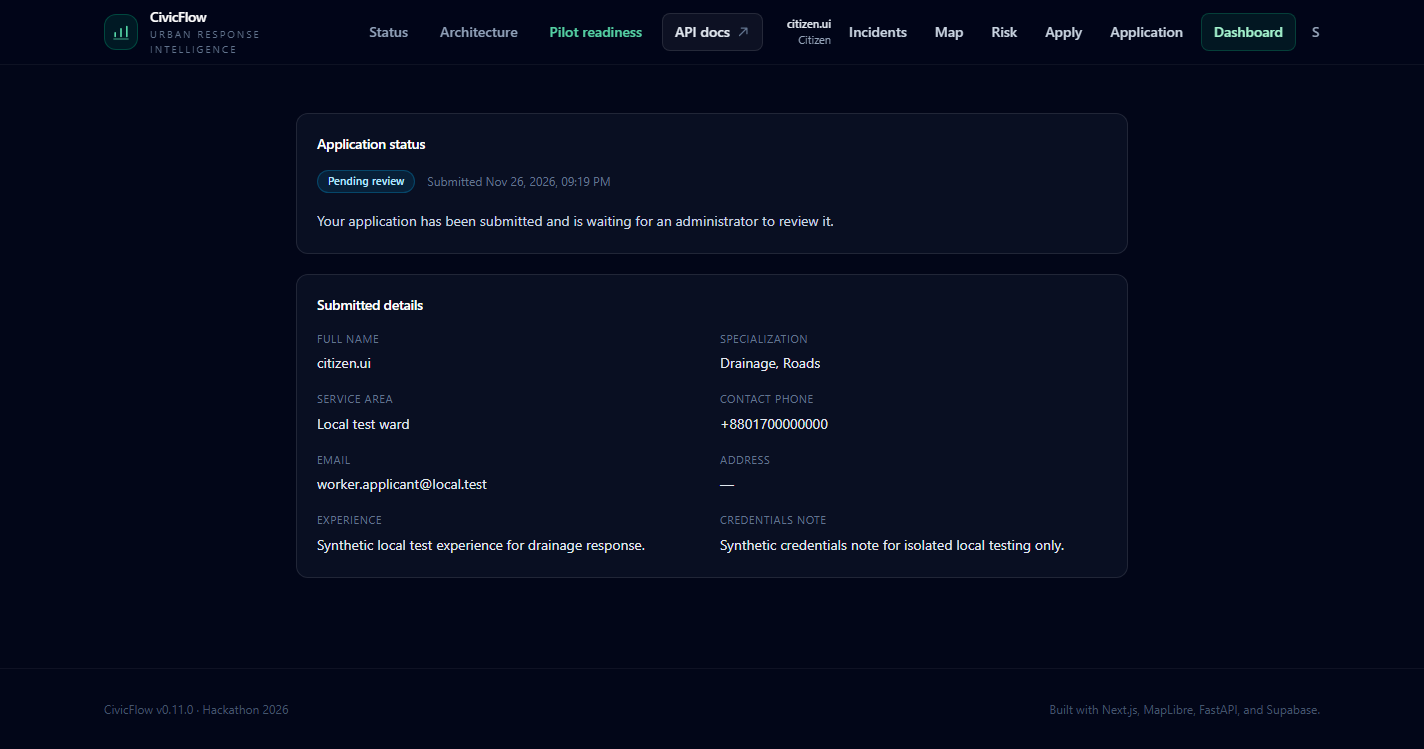 CivicFlow
URBAN RESPONSE
INTELLIGENCE
Status
Architecture
Pilot readiness
API docs ↗
citizen.ui
Citizen
Incidents
Map
Risk
Apply
Application
Dashboard
S
Application status
Pending review
Submitted Nov 26, 2026, 09:19 PM
Your application has been submitted and is waiting for an administrator to review it.
Submitted details
FULL NAME
citizen.ui
SPECIALIZATION
Drainage, Roads
SERVICE AREA
Local test ward
CONTACT PHONE
+8801700000000
EMAIL
worker.applicant@local.test
ADDRESS
—
EXPERIENCE
Synthetic local test experience for drainage response.
CREDENTIALS NOTE
Synthetic credentials note for isolated local testing only.
CivicFlow v0.11.0 · Hackathon 2026
Built with Next.js, MapLibre, FastAPI, and Supabase.